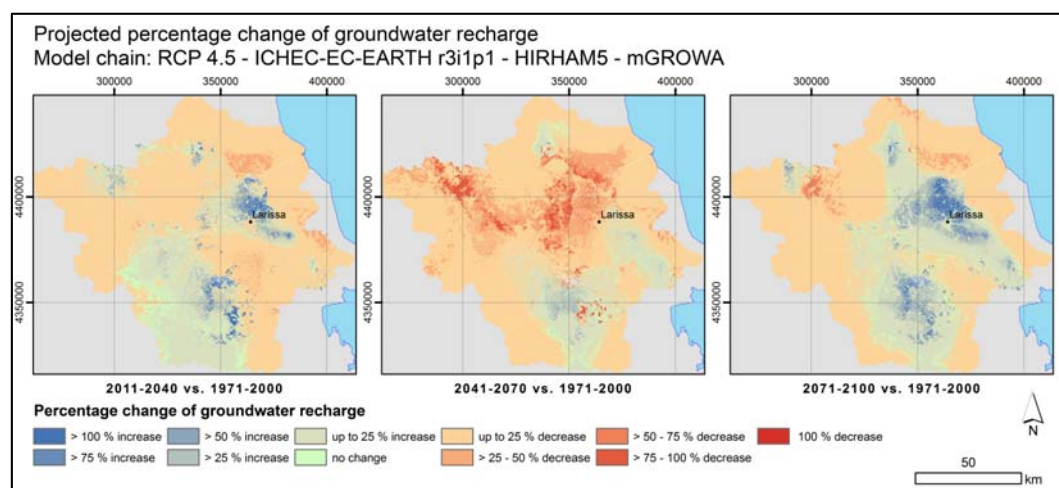 Projected percentage change of groundwater recharge
Model chain: RCP 4.5 - ICHEC-EC-EARTH r3i1p1 - HIRHAM5 - mGROWA
300000 350000 400000 300000 350000 400000 300000 350000 400000
4400000 4400000 4400000
Larissa Larissa Larissa
4350000 4350000 4350000
2011-2040 vs. 1971-2000 2041-2070 vs. 1971-2000 2071-2100 vs. 1971-2000
Percentage change of groundwater recharge
> 100 % increase > 50 % increase up to 25 % increase up to 25 % decrease > 50 - 75 % decrease 100 % decrease
> 75 % increase > 25 % increase no change > 25 - 50 % decrease > 75 - 100 % decrease
N
50
km